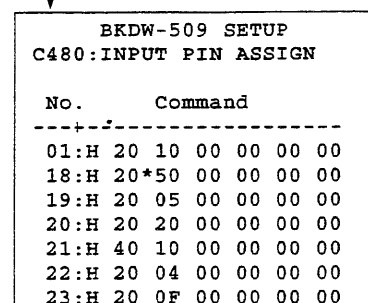 BKDW-509 SETUP
C480:INPUT PIN ASSIGN
No. Command
01:H 20 10 00 00 00 00
18:H 20*50 00 00 00 00
19:H 20 05 00 00 00 00
20:H 20 20 00 00 00 00
21:H 40 10 00 00 00 00
22:H 20 04 00 00 00 00
23:H 20 0F 00 00 00 00